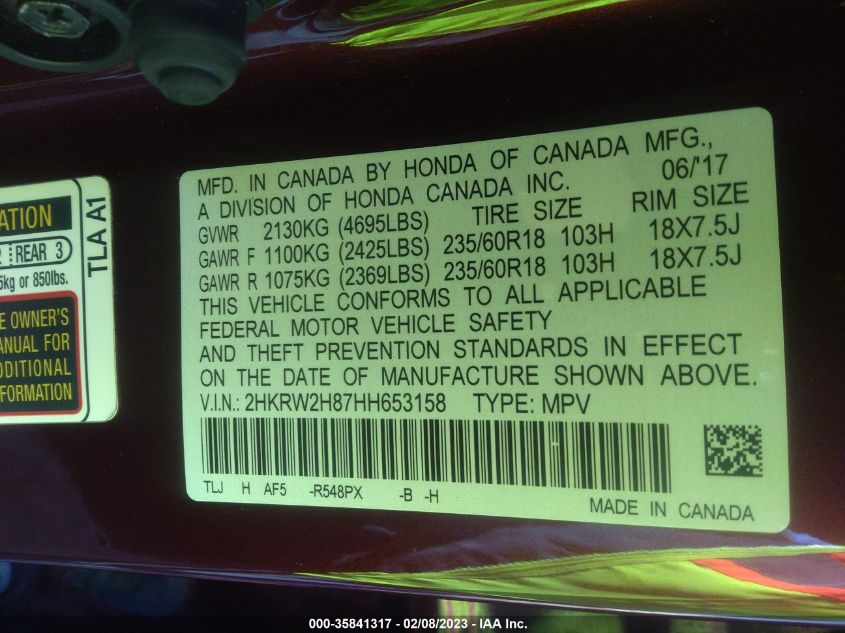 MFD. IN CANADA BY HONDA OF CANADA MFG.,
A DIVISION OF HONDA CANADA INC. 06/'17
GVWR 2130KG (4695LBS) TIRE SIZE RIM SIZE
GAWR F 1100KG (2425LBS) 235/60R18 103H 18X7.5J
GAWR R 1075KG (2369LBS) 235/60R18 103H 18X7.5J
THIS VEHICLE CONFORMS TO ALL APPLICABLE
FEDERAL MOTOR VEHICLE SAFETY
AND THEFT PREVENTION STANDARDS IN EFFECT
ON THE DATE OF MANUFACTURE SHOWN ABOVE.
V.I.N.: 2HKRW2H87HH653158 TYPE: MPV
TLJ H AF5 -R548PX -B -H
MADE IN CANADA
ATION
REAR 3
5kg or 850lbs.
E OWNER'S
ANUAL FOR
DDITIONAL
FORMATION
TLA A1
000-35841317 - 02/08/2023 - IAA Inc.